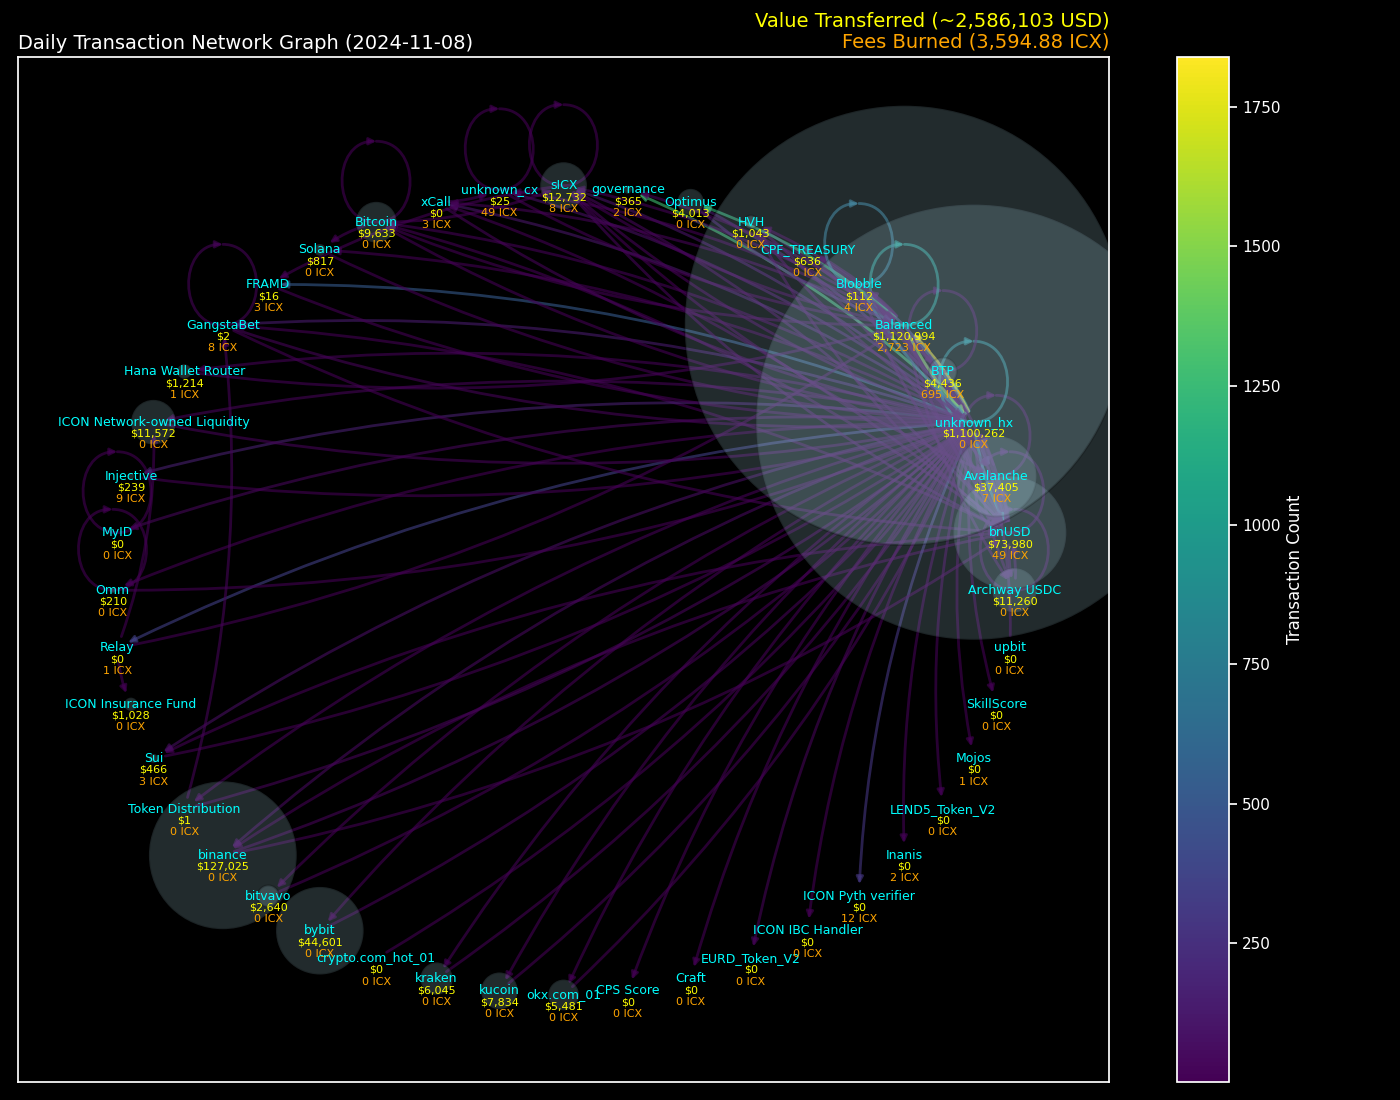 Value Transferred (~2,586,103 USD)
Daily Transaction Network Graph (2024-11-08)
Fees Burned (3,594.88 ICX)
sICX
$12,732
8 ICX
unknown_cx
$25
49 ICX
governance
$365
2 ICX
xCall
$0
3 ICX
Optimus
$4,013
0 ICX
Bitcoin
$9,633
0 ICX
HVH
$1,043
0 ICX
Solana
$817
0 ICX
CPF_TREASURY
$636
0 ICX
FRAMD
$16
3 ICX
Blobble
$112
4 ICX
GangstaBet
$2
8 ICX
Balanced
$1,120,994
2,723 ICX
Hana Wallet Router
$1,214
1 ICX
BTP
$4,436
695 ICX
ICON Network-owned Liquidity
$11,572
0 ICX
unknown_hx
$1,100,262
0 ICX
Injective
$239
9 ICX
Avalanche
$37,405
7 ICX
MyID
$0
0 ICX
bnUSD
$73,980
49 ICX
Omm
$210
0 ICX
Archway USDC
$11,260
0 ICX
Relay
$0
1 ICX
upbit
$0
0 ICX
ICON Insurance Fund
$1,028
0 ICX
SkillScore
$0
0 ICX
Sui
$466
3 ICX
Mojos
$0
1 ICX
Token Distribution
$1
0 ICX
LEND5_Token_V2
$0
0 ICX
binance
$127,025
0 ICX
Inanis
$0
2 ICX
bitvavo
$2,640
0 ICX
ICON Pyth verifier
$0
12 ICX
bybit
$44,601
0 ICX
ICON IBC Handler
$0
0 ICX
crypto.com_hot_01
$0
0 ICX
EURD_Token_V2
$0
0 ICX
kraken
$6,045
0 ICX
kucoin
$7,834
0 ICX
okx.com_01
$5,481
0 ICX
CPS Score
$0
0 ICX
Craft
$0
0 ICX
1750
1500
1250
1000
750
500
250
Transaction Count